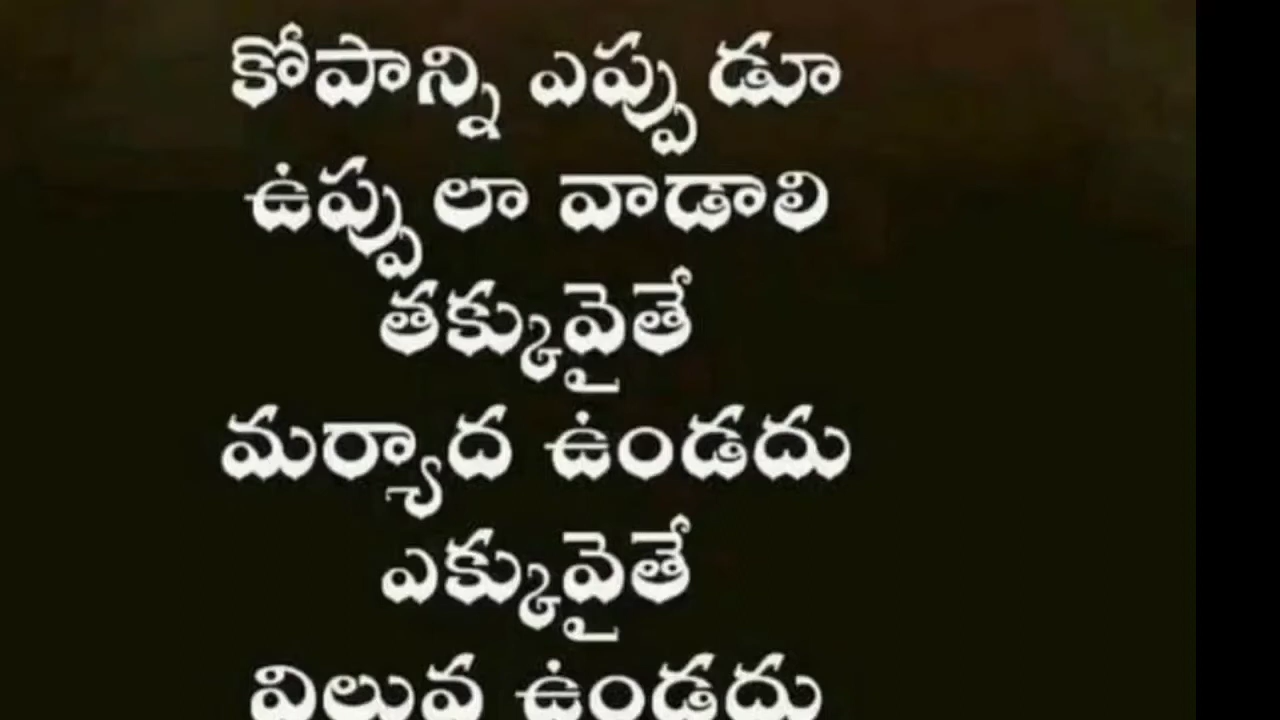 కోపాన్ని ఎప్పుడూ
ఉప్పులా వాడాలి
తక్కువైతే
మర్యాద ఉండదు
ఎక్కువైతే
విలువ ఉండదు